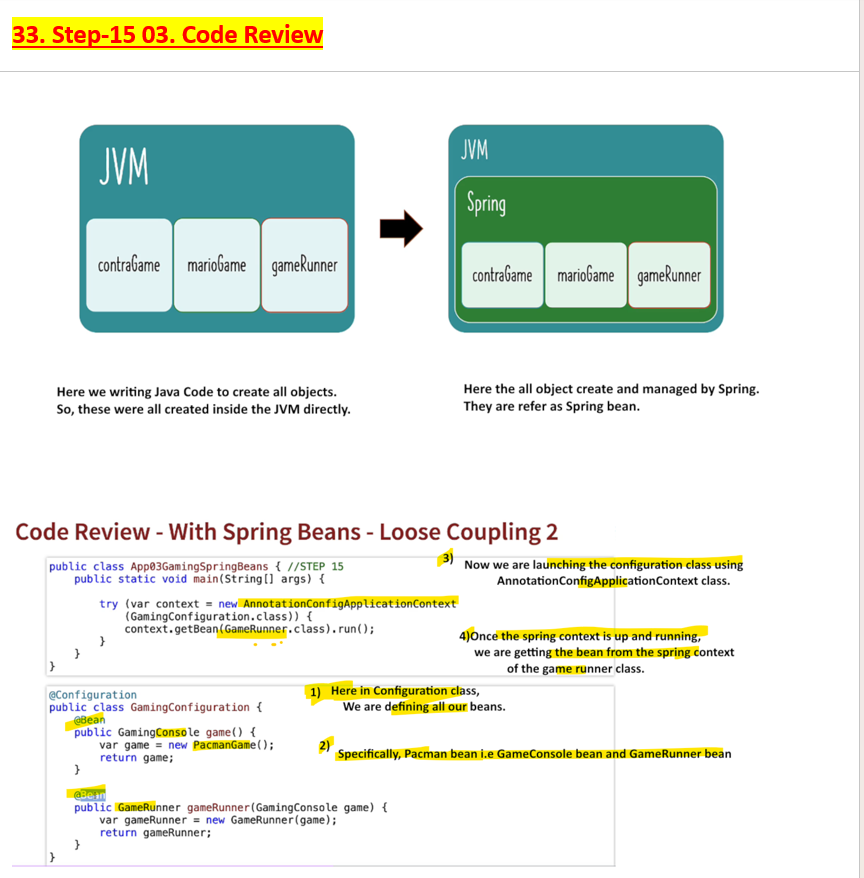 33. Step-15 03. Code Review
JVM
contraGame
marioGame
gameRunner
JVM
Spring
contraGame
marioGame
gameRunner
Here we writing Java Code to create all objects.
So, these were all created inside the JVM directly.
Here the all object create and managed by Spring.
They are refer as Spring bean.
Code Review - With Spring Beans - Loose Coupling 2
public class App03GamingSpringBeans { //STEP 15
public static void main(String[] args) {
try (var context = new AnnotationConfigApplicationContext
(GamingConfiguration.class)) {
context.getBean(GameRunner.class).run();
}
}
}
3) Now we are launching the configuration class using
AnnotationConfigApplicationContext class.
4)Once the spring context is up and running,
we are getting the bean from the spring context
of the game runner class.
@Configuration
public class GamingConfiguration {
@Bean
public GamingConsole game() {
var game = new PacmanGame();
return game;
}
@Bean
public GameRunner gameRunner(GamingConsole game) {
var gameRunner = new GameRunner(game);
return gameRunner;
}
}
1) Here in Configuration class,
We are defining all our beans.
2) Specifically, Pacman bean i.e GameConsole bean and GameRunner bean